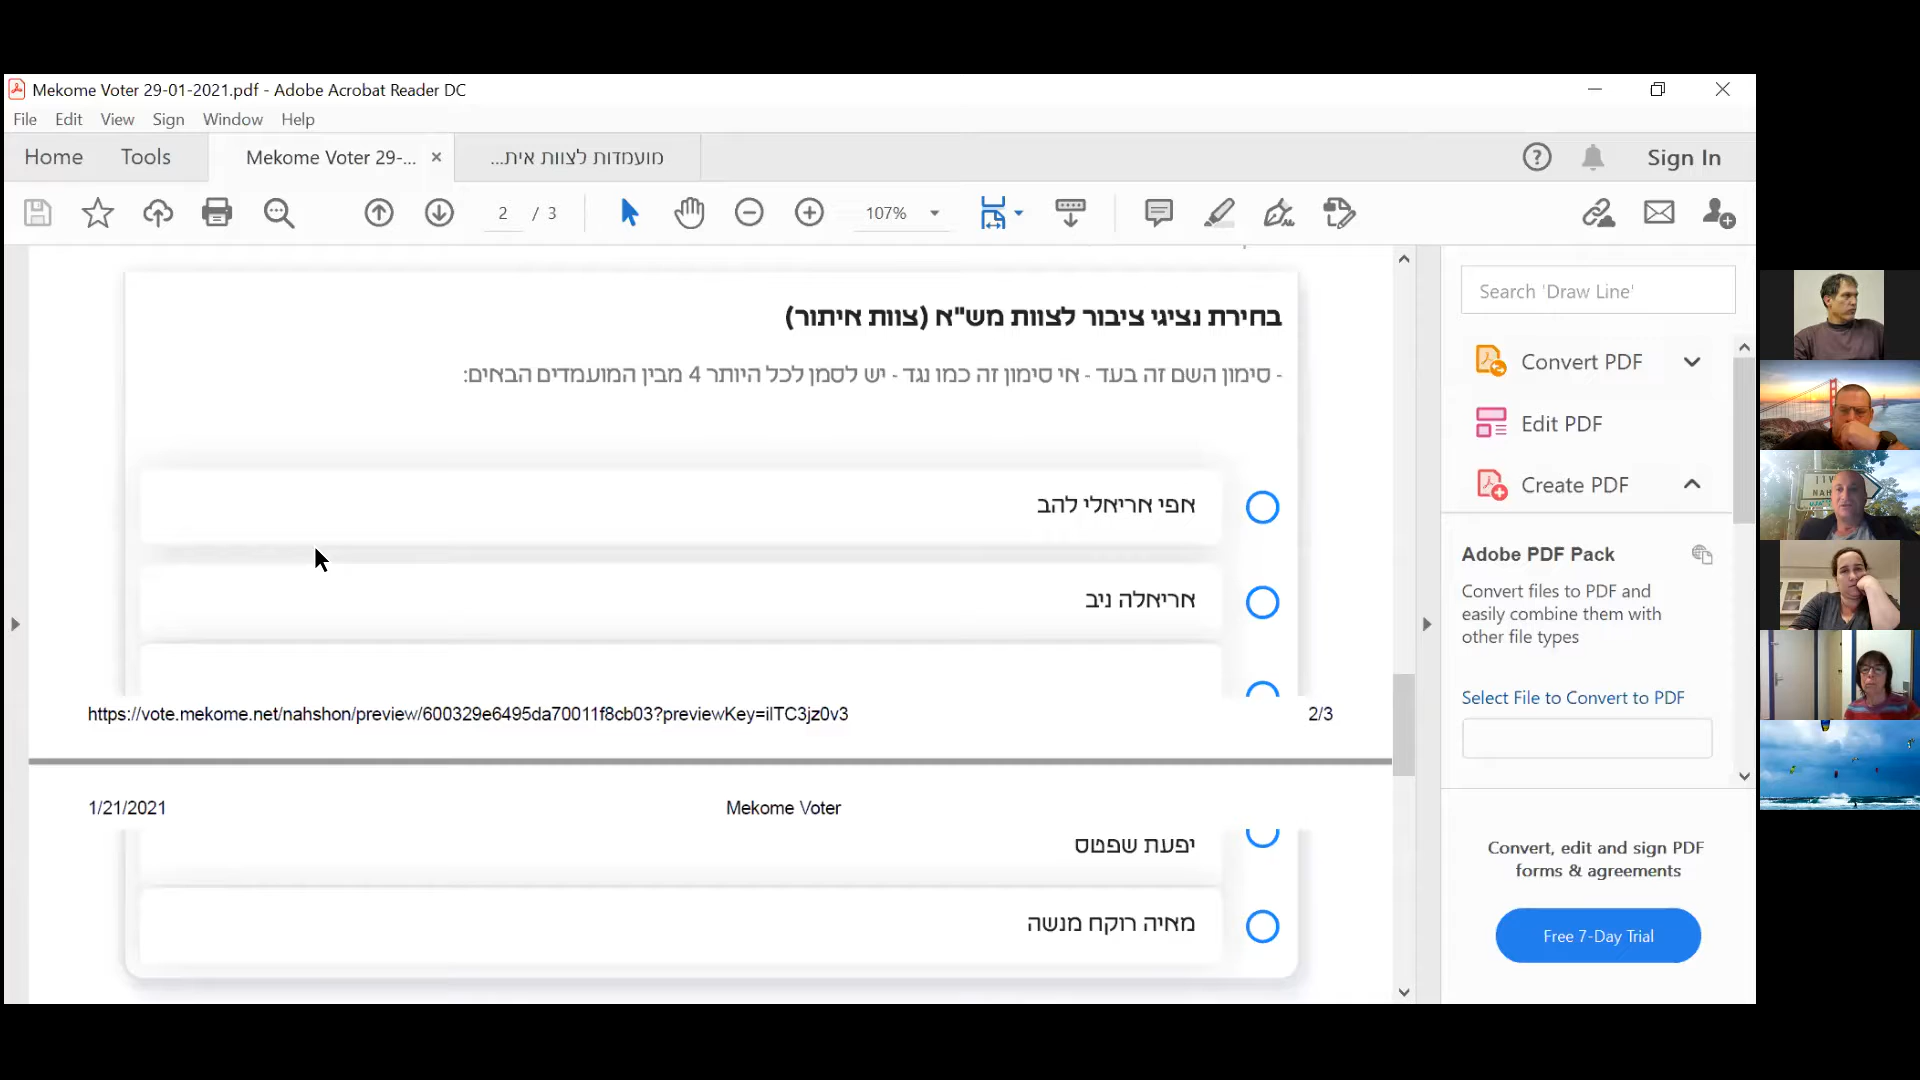 Mekome Voter 29-01-2021.pdf - Adobe Acrobat Reader DC
File Edit View Sign Window Help
Home Tools Mekome Voter 29-... × מועמדות לצוות אית... Sign In
2 / 3 107%
Search 'Draw Line'
בחירת נציגי ציבור לצוות מש"א (צוות איתור)
- סימון השם זה בעד - אי סימון זה כמו נגד - יש לסמן לכל היותר 4 מבין המועמדים הבאים:
אפי אריאלי להב
אריאלה ניב
https://vote.mekome.net/nahshon/preview/600329e6495da70011f8cb03?previewKey=ilTC3jz0v3 2/3
1/21/2021 Mekome Voter
יפעת שפטס
מאיה רוקח מנשה
Convert PDF
Edit PDF
Create PDF
Adobe PDF Pack
Convert files to PDF and
easily combine them with
other file types
Select File to Convert to PDF
Convert, edit and sign PDF
forms & agreements
Free 7-Day Trial